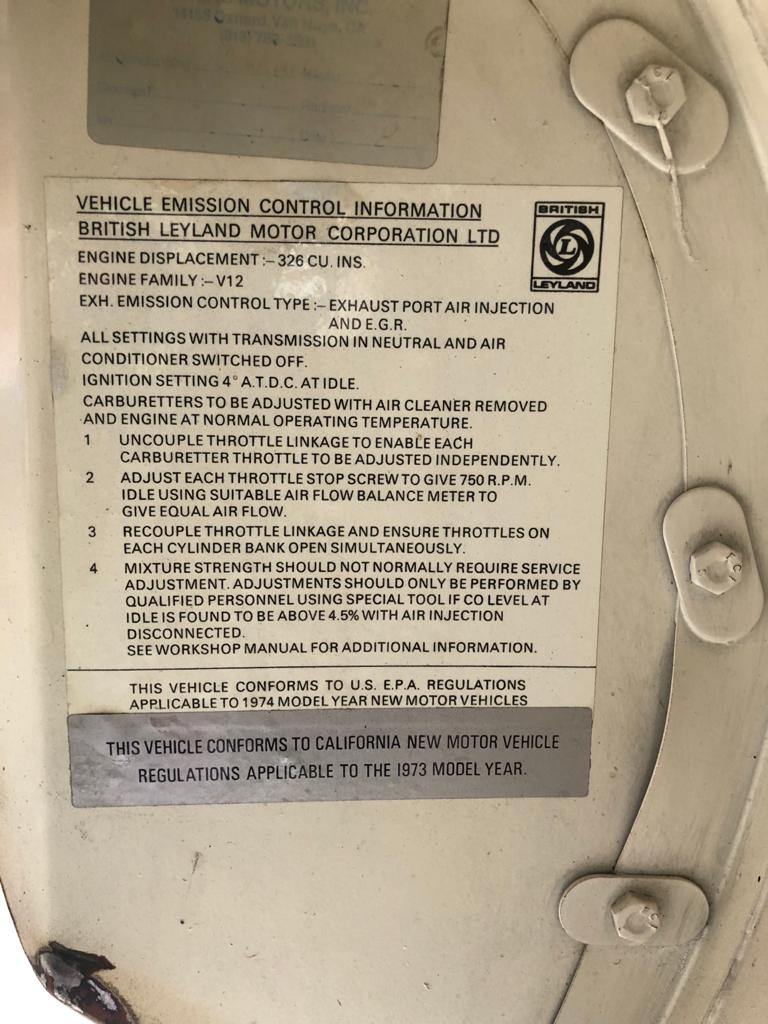 MOTORS, INC.
Oxnard, Van Nuys, CA
VEHICLE EMISSION CONTROL INFORMATION
BRITISH LEYLAND MOTOR CORPORATION LTD
BRITISH
L
LEYLAND
ENGINE DISPLACEMENT :– 326 CU. INS.
ENGINE FAMILY :– V12
EXH. EMISSION CONTROL TYPE :– EXHAUST PORT AIR INJECTION
AND E.G.R.
ALL SETTINGS WITH TRANSMISSION IN NEUTRAL AND AIR
CONDITIONER SWITCHED OFF.
IGNITION SETTING 4° A.T.D.C. AT IDLE.
CARBURETTERS TO BE ADJUSTED WITH AIR CLEANER REMOVED
AND ENGINE AT NORMAL OPERATING TEMPERATURE.
1 UNCOUPLE THROTTLE LINKAGE TO ENABLE EACH
CARBURETTER THROTTLE TO BE ADJUSTED INDEPENDENTLY.
2 ADJUST EACH THROTTLE STOP SCREW TO GIVE 750 R.P.M.
IDLE USING SUITABLE AIR FLOW BALANCE METER TO
GIVE EQUAL AIR FLOW.
3 RECOUPLE THROTTLE LINKAGE AND ENSURE THROTTLES ON
EACH CYLINDER BANK OPEN SIMULTANEOUSLY.
4 MIXTURE STRENGTH SHOULD NOT NORMALLY REQUIRE SERVICE
ADJUSTMENT. ADJUSTMENTS SHOULD ONLY BE PERFORMED BY
QUALIFIED PERSONNEL USING SPECIAL TOOL IF CO LEVEL AT
IDLE IS FOUND TO BE ABOVE 4.5% WITH AIR INJECTION
DISCONNECTED.
SEE WORKSHOP MANUAL FOR ADDITIONAL INFORMATION.
THIS VEHICLE CONFORMS TO U.S. E.P.A. REGULATIONS
APPLICABLE TO 1974 MODEL YEAR NEW MOTOR VEHICLES
THIS VEHICLE CONFORMS TO CALIFORNIA NEW MOTOR VEHICLE
REGULATIONS APPLICABLE TO THE 1973 MODEL YEAR.